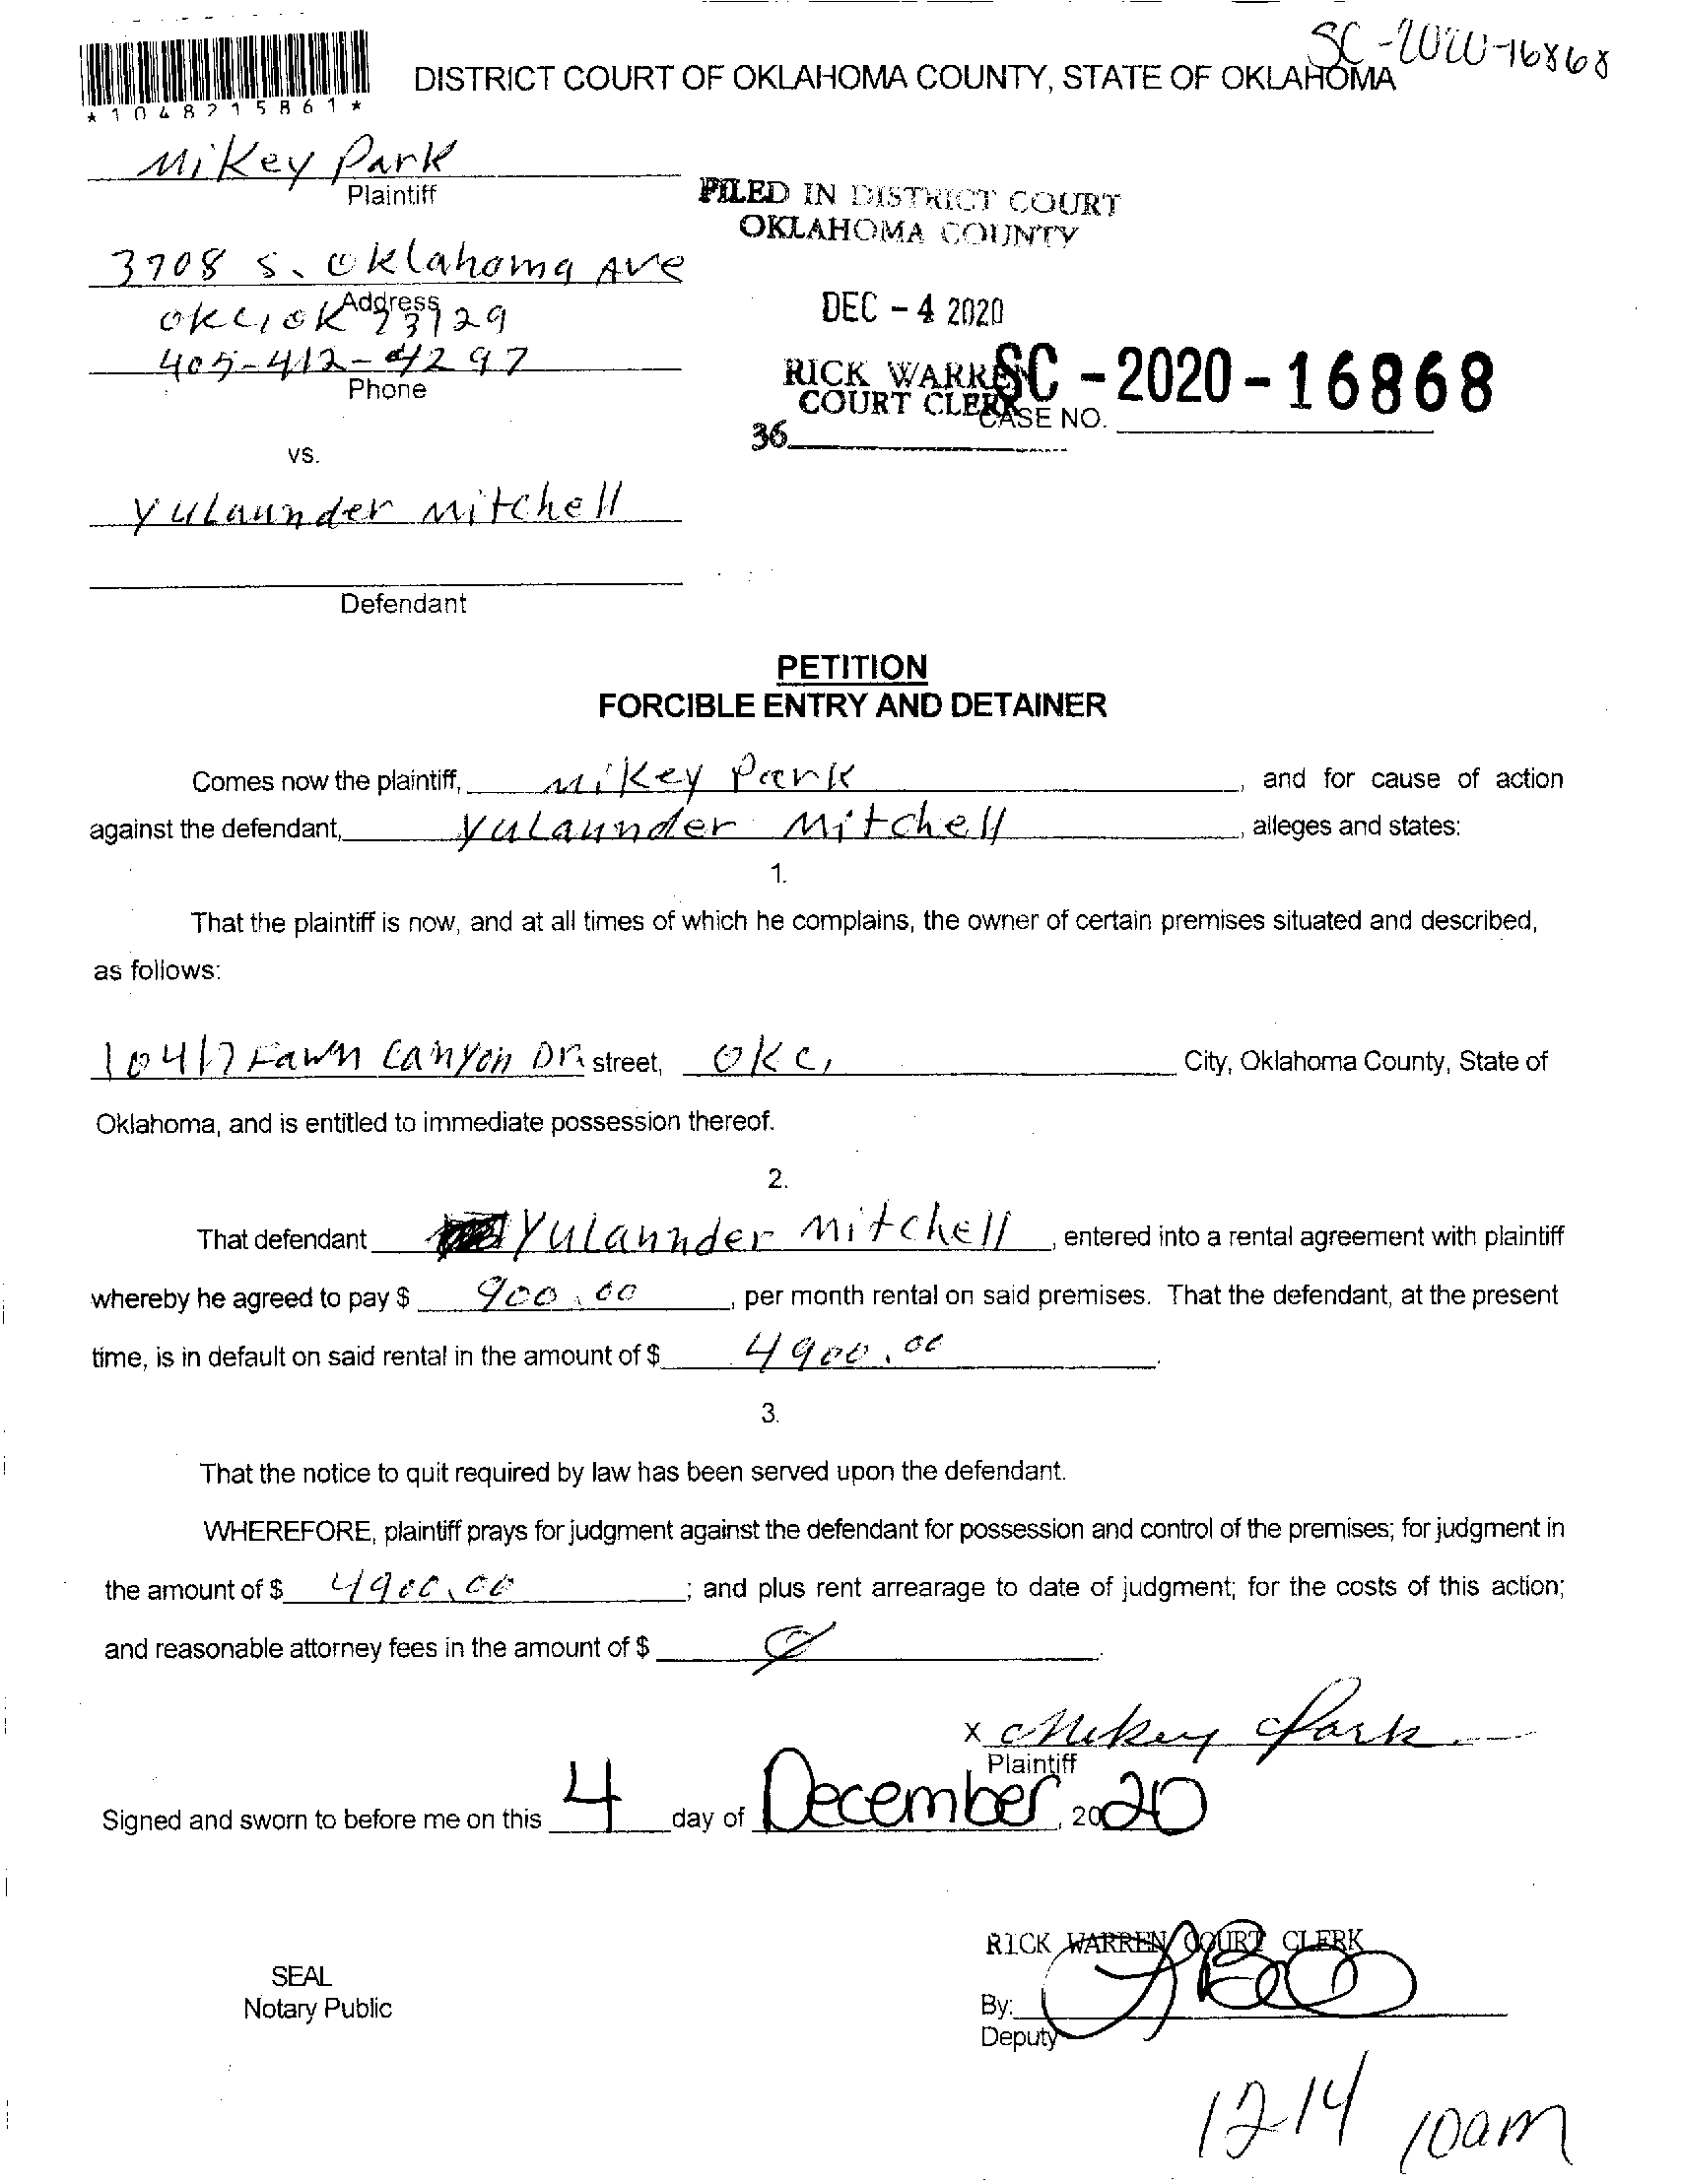 SC-2020-16868
DISTRICT COURT OF OKLAHOMA COUNTY, STATE OF OKLAHOMA
*1048215861*
Mikey Park
Plaintiff
FILED IN DISTRICT COURT
OKLAHOMA COUNTY
3708 S. Oklahoma Ave
Address
OKC, OK 73129
DEC - 4 2020
405-412-4297
Phone
RICK WARREN
COURT CLERK
SC - 2020 - 16868
CASE NO.
36
vs.
Yulaunder Mitchell
Defendant
PETITION
FORCIBLE ENTRY AND DETAINER
Comes now the plaintiff, Mikey Park, and for cause of action
against the defendant, Yulaunder Mitchell, alleges and states:
1.
That the plaintiff is now, and at all times of which he complains, the owner of certain premises situated and described,
as follows:
10417 Fawn Canyon Dr. street, OKC, City, Oklahoma County, State of
Oklahoma, and is entitled to immediate possession thereof.
2.
That defendant Yulaunder Mitchell, entered into a rental agreement with plaintiff
whereby he agreed to pay $ 900.00, per month rental on said premises. That the defendant, at the present
time, is in default on said rental in the amount of $ 4900.00.
3.
That the notice to quit required by law has been served upon the defendant.
WHEREFORE, plaintiff prays for judgment against the defendant for possession and control of the premises; for judgment in
the amount of $ 4900.00; and plus rent arrearage to date of judgment; for the costs of this action;
and reasonable attorney fees in the amount of $ Ø.
x Mikey Park
Plaintiff
Signed and sworn to before me on this 4 day of December, 2020
RICK WARREN COURT CLERK
SEAL
Notary Public
By:
Deputy
12-14 10am